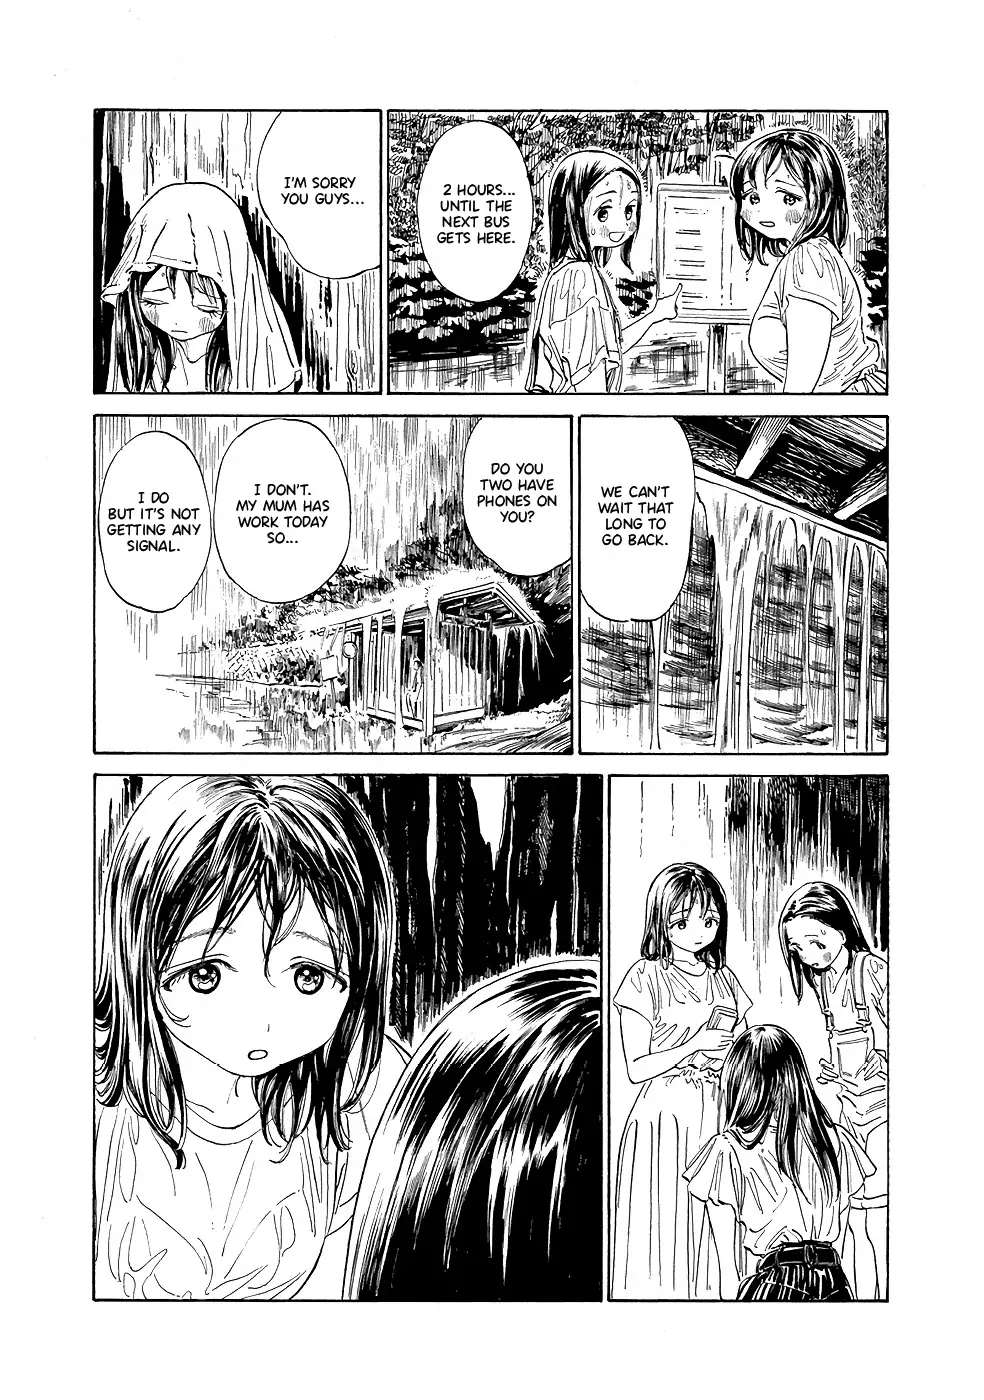 2 HOURS...
UNTIL THE
NEXT BUS
GETS HERE.
I'M SORRY
YOU GUYS...
WE CAN'T
WAIT THAT
LONG TO
GO BACK.
DO YOU
TWO HAVE
PHONES ON
YOU?
I DON'T.
MY MUM HAS
WORK TODAY
SO...
I DO
BUT IT'S NOT
GETTING ANY
SIGNAL.